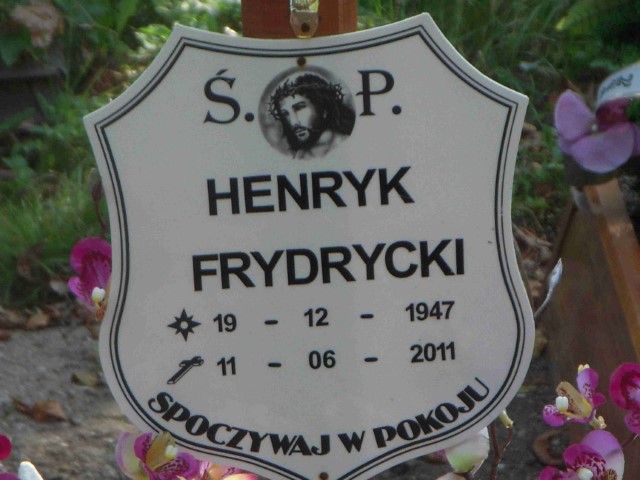 Ś. P.
HENRYK
FRYDRYCKI
19 - 12 - 1947
11 - 06 - 2011
SPOCZYWAJ W POKOJU